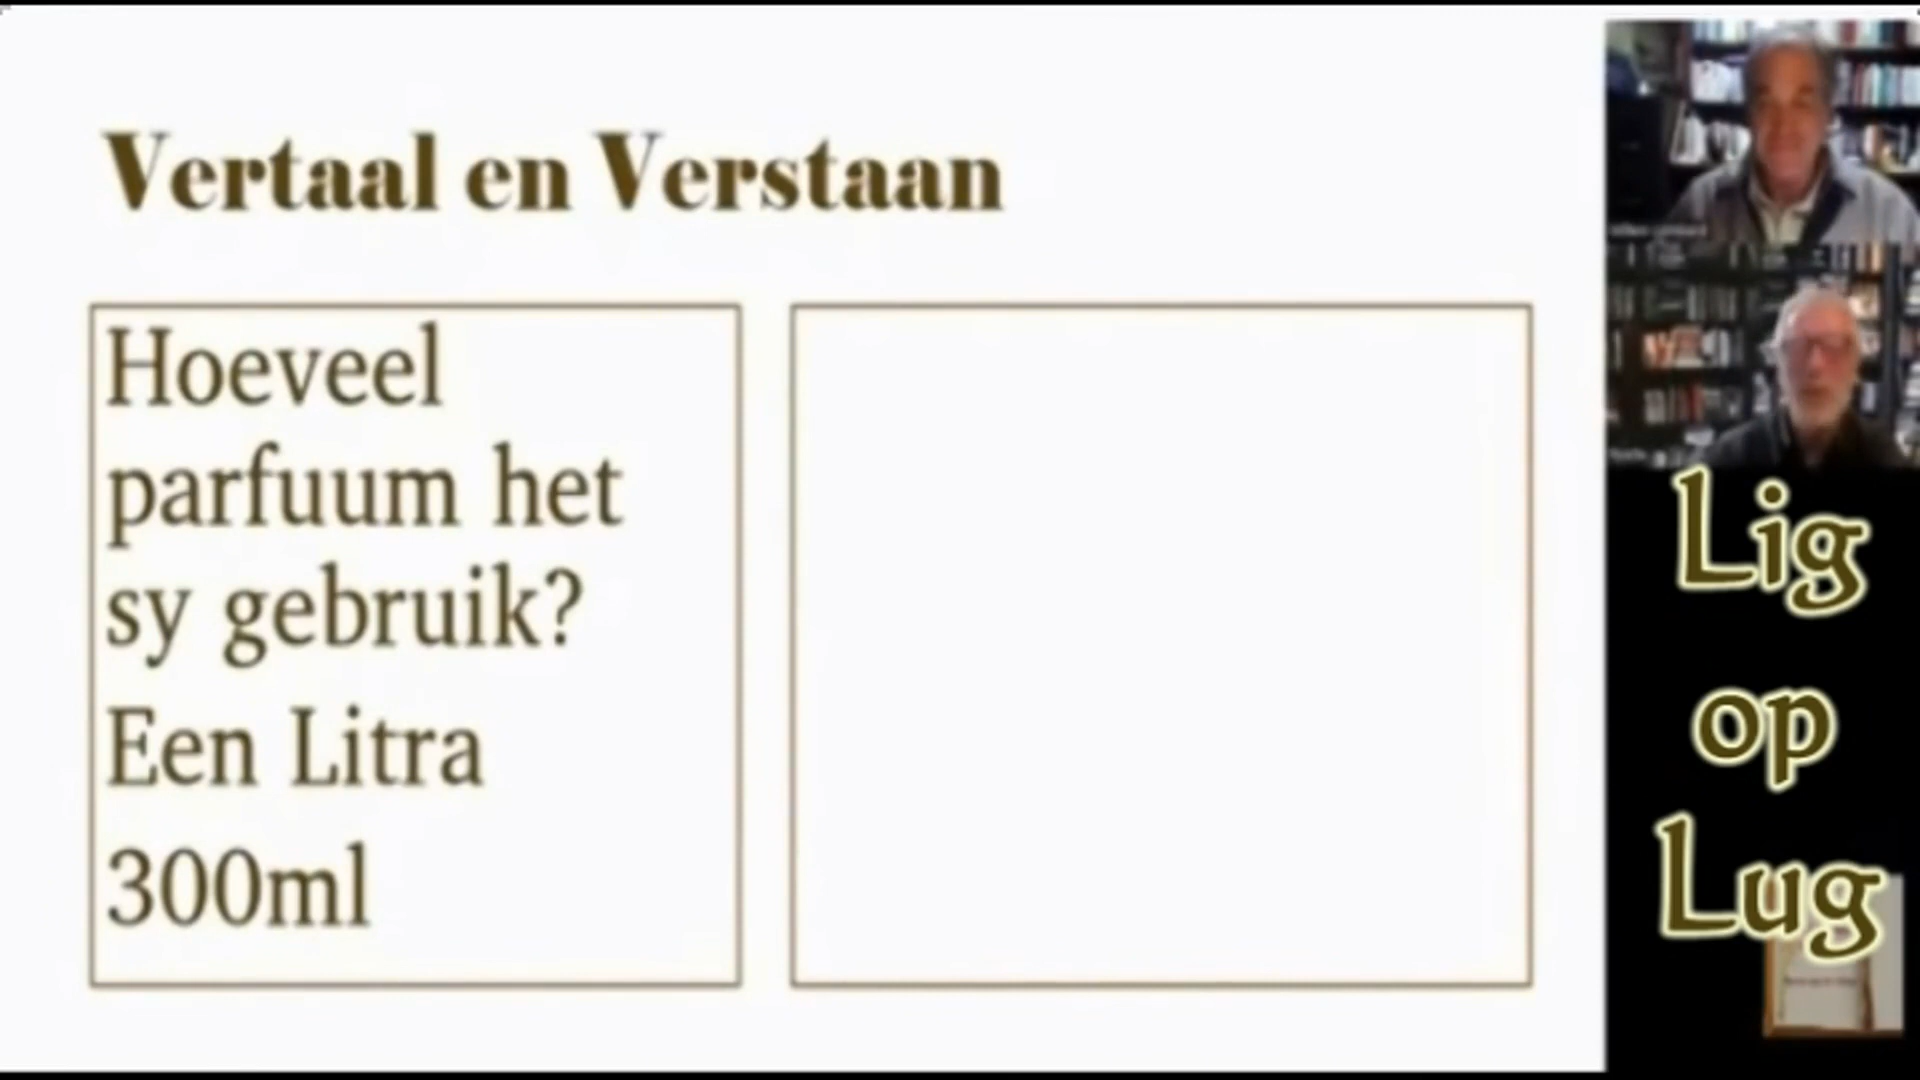 Vertaal en Verstaan
Hoeveel
parfuum het
sy gebruik?
Een Litra
300ml
Lig
op
Lug